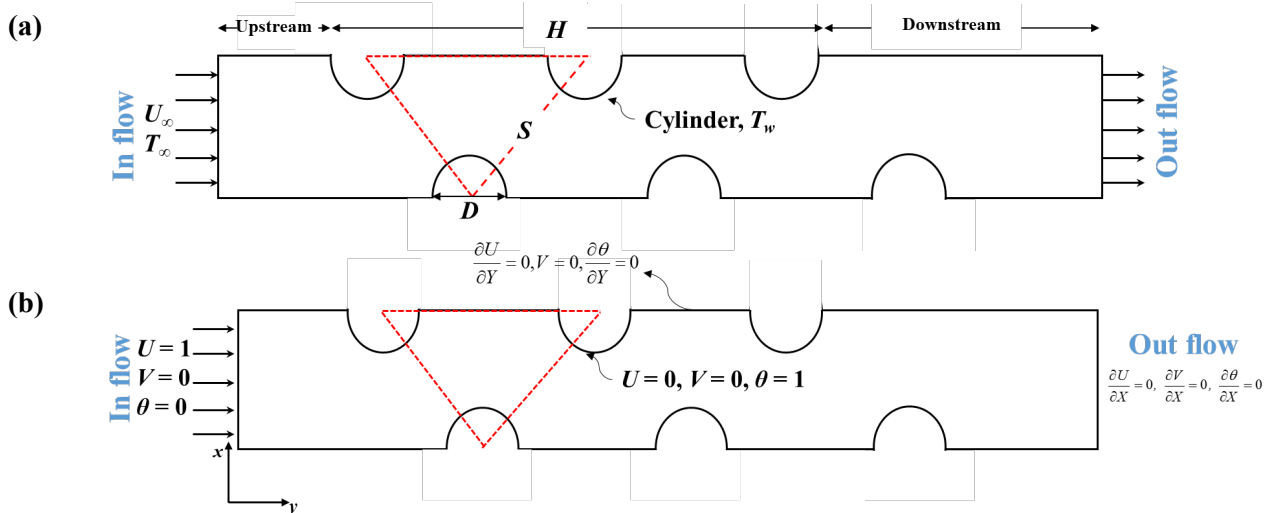 (a)
Upstream
H
Downstream
In flow
U∞
T∞
S
Cylinder, T_w
Out flow
D
∂U/∂Y = 0, V = 0, ∂θ/∂Y = 0
(b)
In flow
U = 1
V = 0
θ = 0
U = 0, V = 0, θ = 1
Out flow
∂U/∂X = 0, ∂V/∂X = 0, ∂θ/∂X = 0
x
y